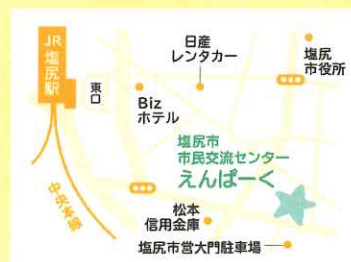 JR
塩尻駅
東口
日産
レンタカー
塩尻
市役所
Biz
ホテル
塩尻市
市民交流センター
えんぱーく
中央本線
松本
信用金庫
塩尻市営大門駐車場